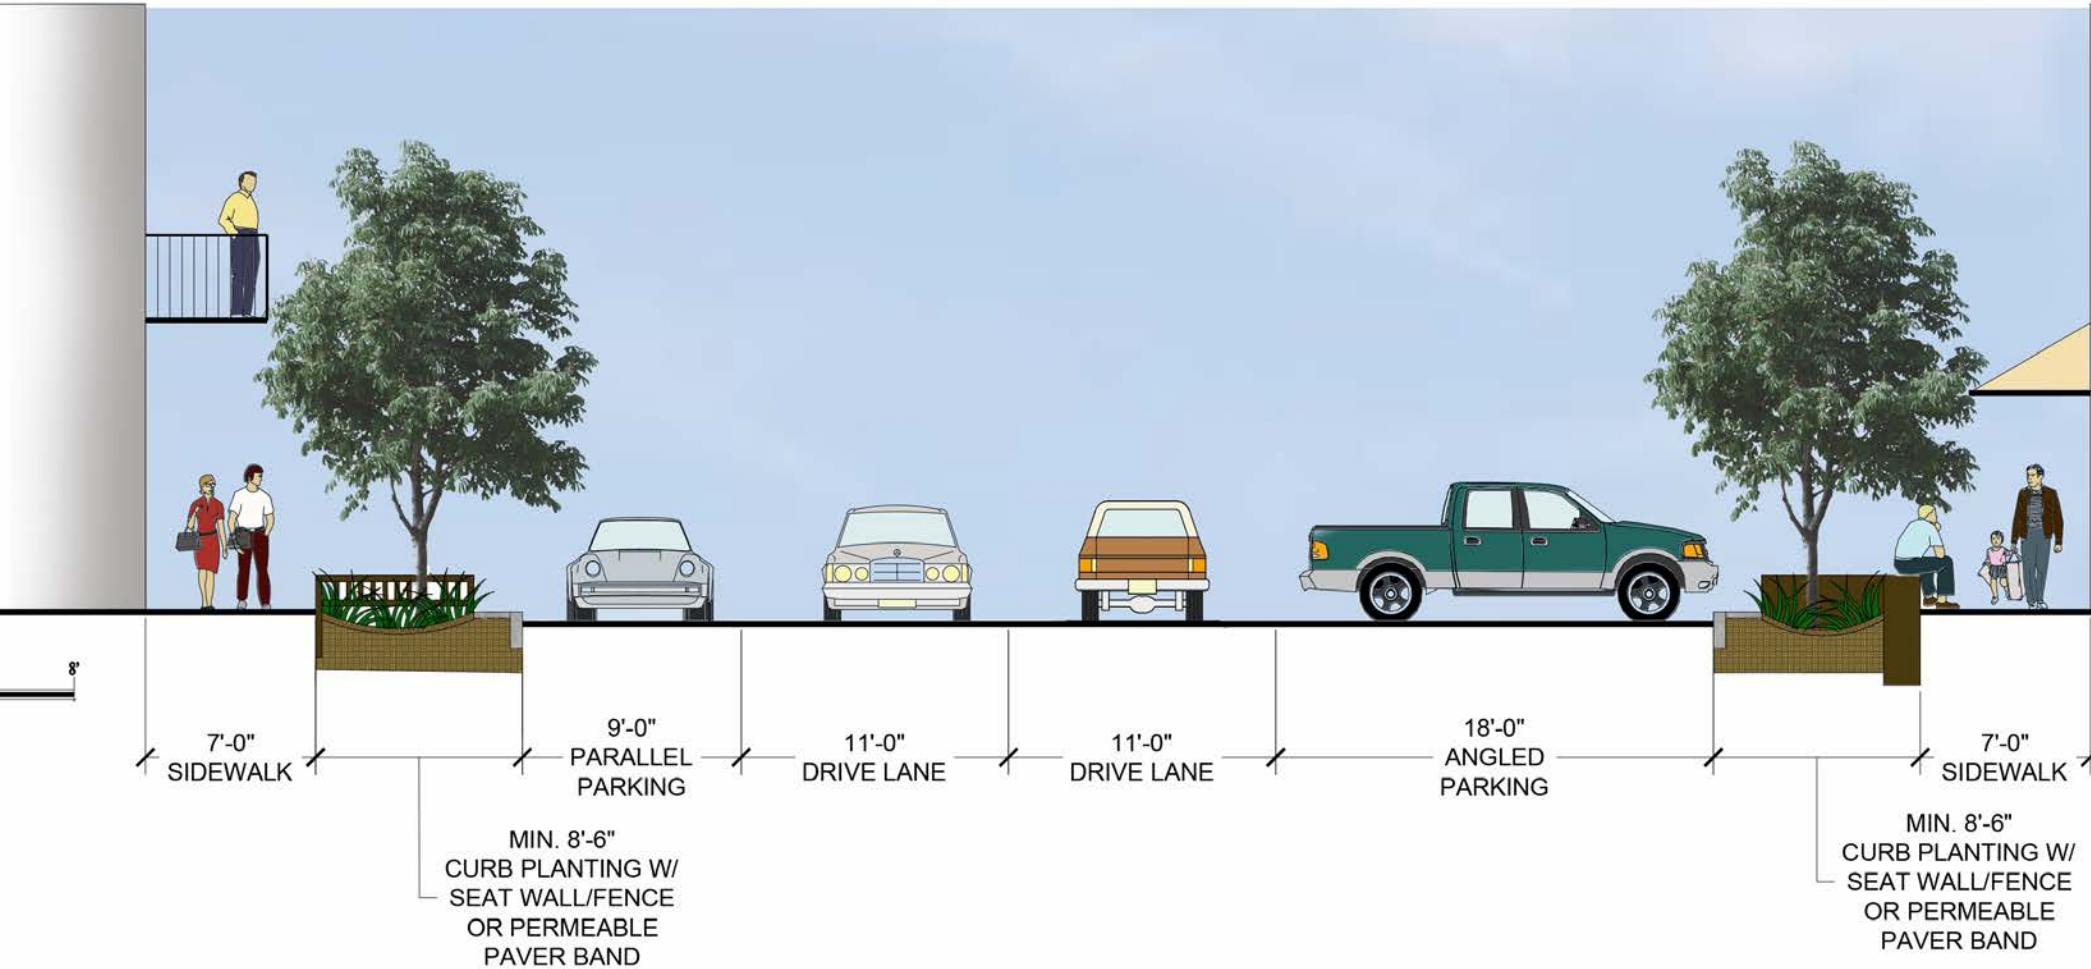 8'
7'-0"
SIDEWALK
MIN. 8'-6"
CURB PLANTING W/
SEAT WALL/FENCE
OR PERMEABLE
PAVER BAND
9'-0"
PARALLEL
PARKING
11'-0"
DRIVE LANE
11'-0"
DRIVE LANE
18'-0"
ANGLED
PARKING
MIN. 8'-6"
CURB PLANTING W/
SEAT WALL/FENCE
OR PERMEABLE
PAVER BAND
7'-0"
SIDEWALK